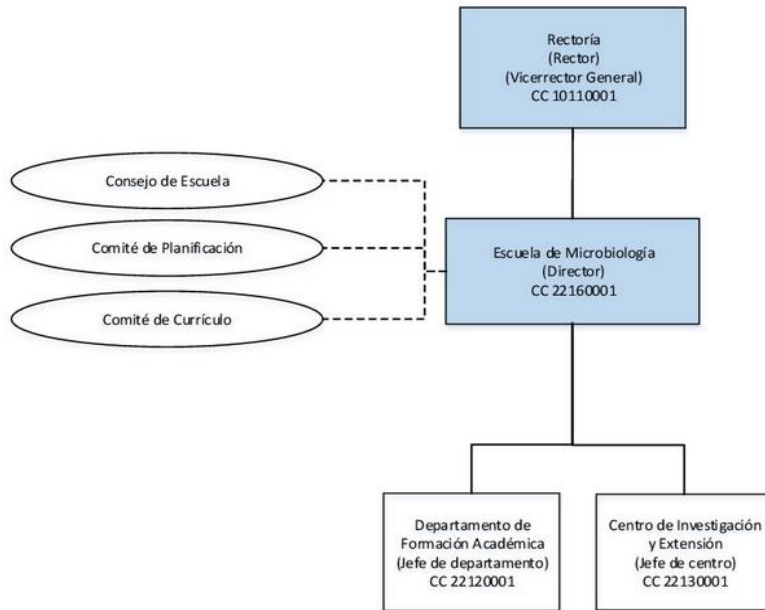 Rectoría
(Rector)
(Vicerrector General)
CC 10110001
Consejo de Escuela
Comité de Planificación
Comité de Currículo
Escuela de Microbiología
(Director)
CC 22160001
Departamento de
Formación Académica
(Jefe de departamento)
CC 22120001
Centro de Investigación
y Extensión
(Jefe de centro)
CC 22130001